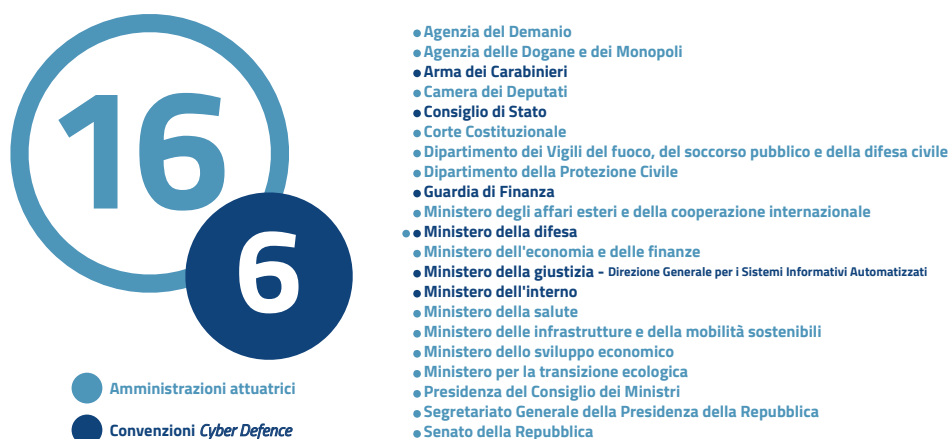 16
6
Amministrazioni attuatrici
Convenzioni Cyber Defence
Agenzia del Demanio
Agenzia delle Dogane e dei Monopoli
Arma dei Carabinieri
Camera dei Deputati
Consiglio di Stato
Corte Costituzionale
Dipartimento dei Vigili del fuoco, del soccorso pubblico e della difesa civile
Dipartimento della Protezione Civile
Guardia di Finanza
Ministero degli affari esteri e della cooperazione internazionale
Ministero della difesa
Ministero dell'economia e delle finanze
Ministero della giustizia - Direzione Generale per i Sistemi Informativi Automatizzati
Ministero dell'interno
Ministero della salute
Ministero delle infrastrutture e della mobilità sostenibili
Ministero dello sviluppo economico
Ministero per la transizione ecologica
Presidenza del Consiglio dei Ministri
Segretariato Generale della Presidenza della Repubblica
Senato della Repubblica